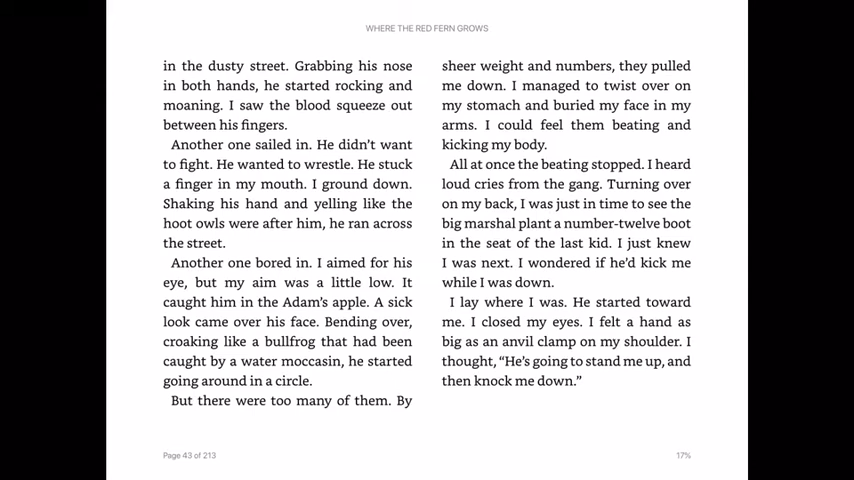 WHERE THE RED FERN GROWS
in the dusty street. Grabbing his nose
in both hands, he started rocking and
moaning. I saw the blood squeeze out
between his fingers.
Another one sailed in. He didn’t want
to fight. He wanted to wrestle. He stuck
a finger in my mouth. I ground down.
Shaking his hand and yelling like the
hoot owls were after him, he ran across
the street.
Another one bored in. I aimed for his
eye, but my aim was a little low. It
caught him in the Adam’s apple. A sick
look came over his face. Bending over,
croaking like a bullfrog that had been
caught by a water moccasin, he started
going around in a circle.
But there were too many of them. By
sheer weight and numbers, they pulled
me down. I managed to twist over on
my stomach and buried my face in my
arms. I could feel them beating and
kicking my body.
All at once the beating stopped. I heard
loud cries from the gang. Turning over
on my back, I was just in time to see the
big marshal plant a number-twelve boot
in the seat of the last kid. I just knew
I was next. I wondered if he’d kick me
while I was down.
I lay where I was. He started toward
me. I closed my eyes. I felt a hand as
big as an anvil clamp on my shoulder. I
thought, “He’s going to stand me up, and
then knock me down.”
Page 43 of 213
17%